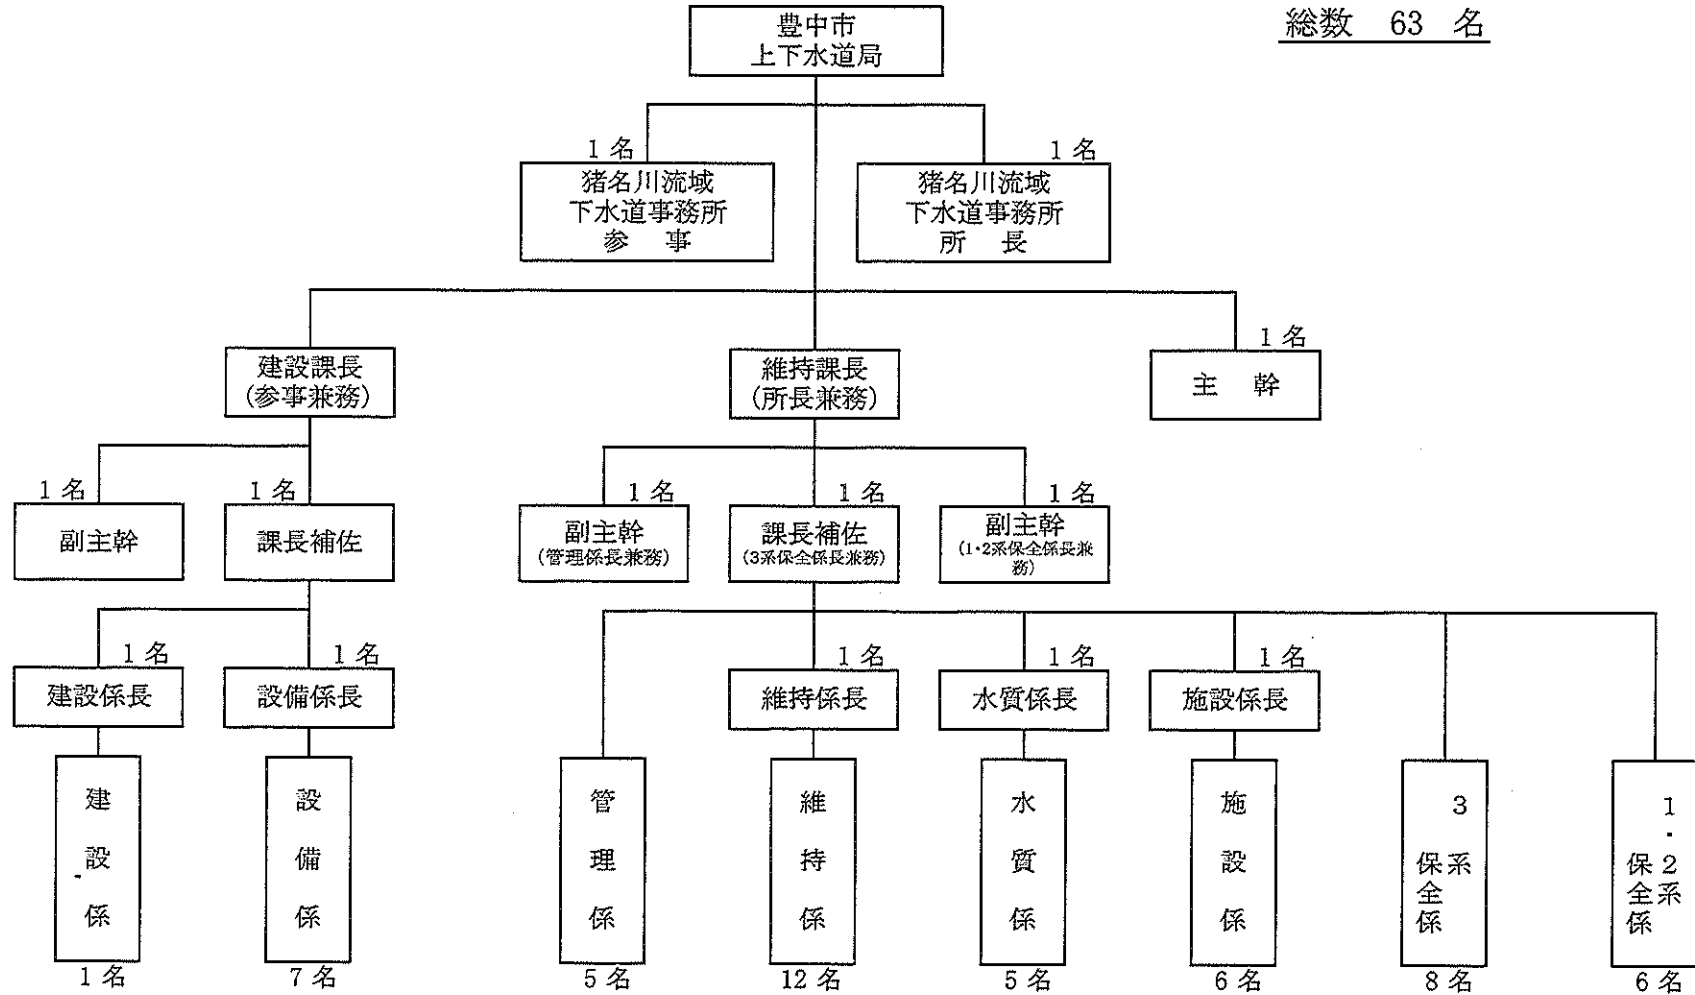 総数 63 名
豊中市
上下水道局
1 名
猪名川流域
下水道事務所
参 事
1 名
猪名川流域
下水道事務所
所 長
建設課長
(参事兼務)
維持課長
(所長兼務)
1 名
主 幹
1 名
副主幹
1 名
課長補佐
1 名
副主幹
(管理係長兼務)
1 名
課長補佐
(3系保全係長兼務)
1 名
副主幹
(1・2系保全係長兼
務)
1 名
建設係長
1 名
設備係長
1 名
維持係長
1 名
水質係長
1 名
施設係長
建設係
1 名
設備係
7 名
管理係
5 名
維持係
12 名
水質係
5 名
施設係
6 名
3系
保全係
8 名
1・2系
保全係
6 名